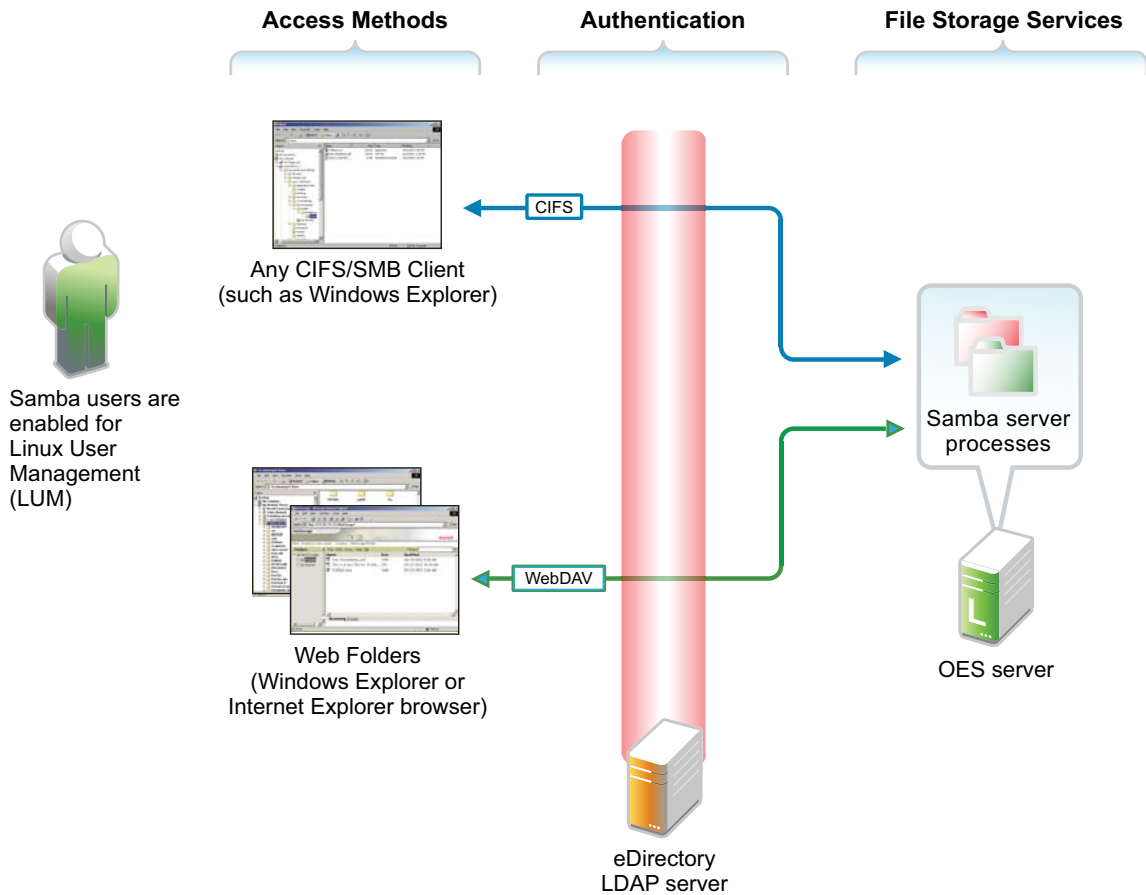 Access Methods
Authentication
File Storage Services
CIFS
Any CIFS/SMB Client
(such as Windows Explorer)
Samba users are
enabled for
Linux User
Management
(LUM)
Samba server
processes
WebDAV
L
OES server
Web Folders
(Windows Explorer or
Internet Explorer browser)
eDirectory
LDAP server